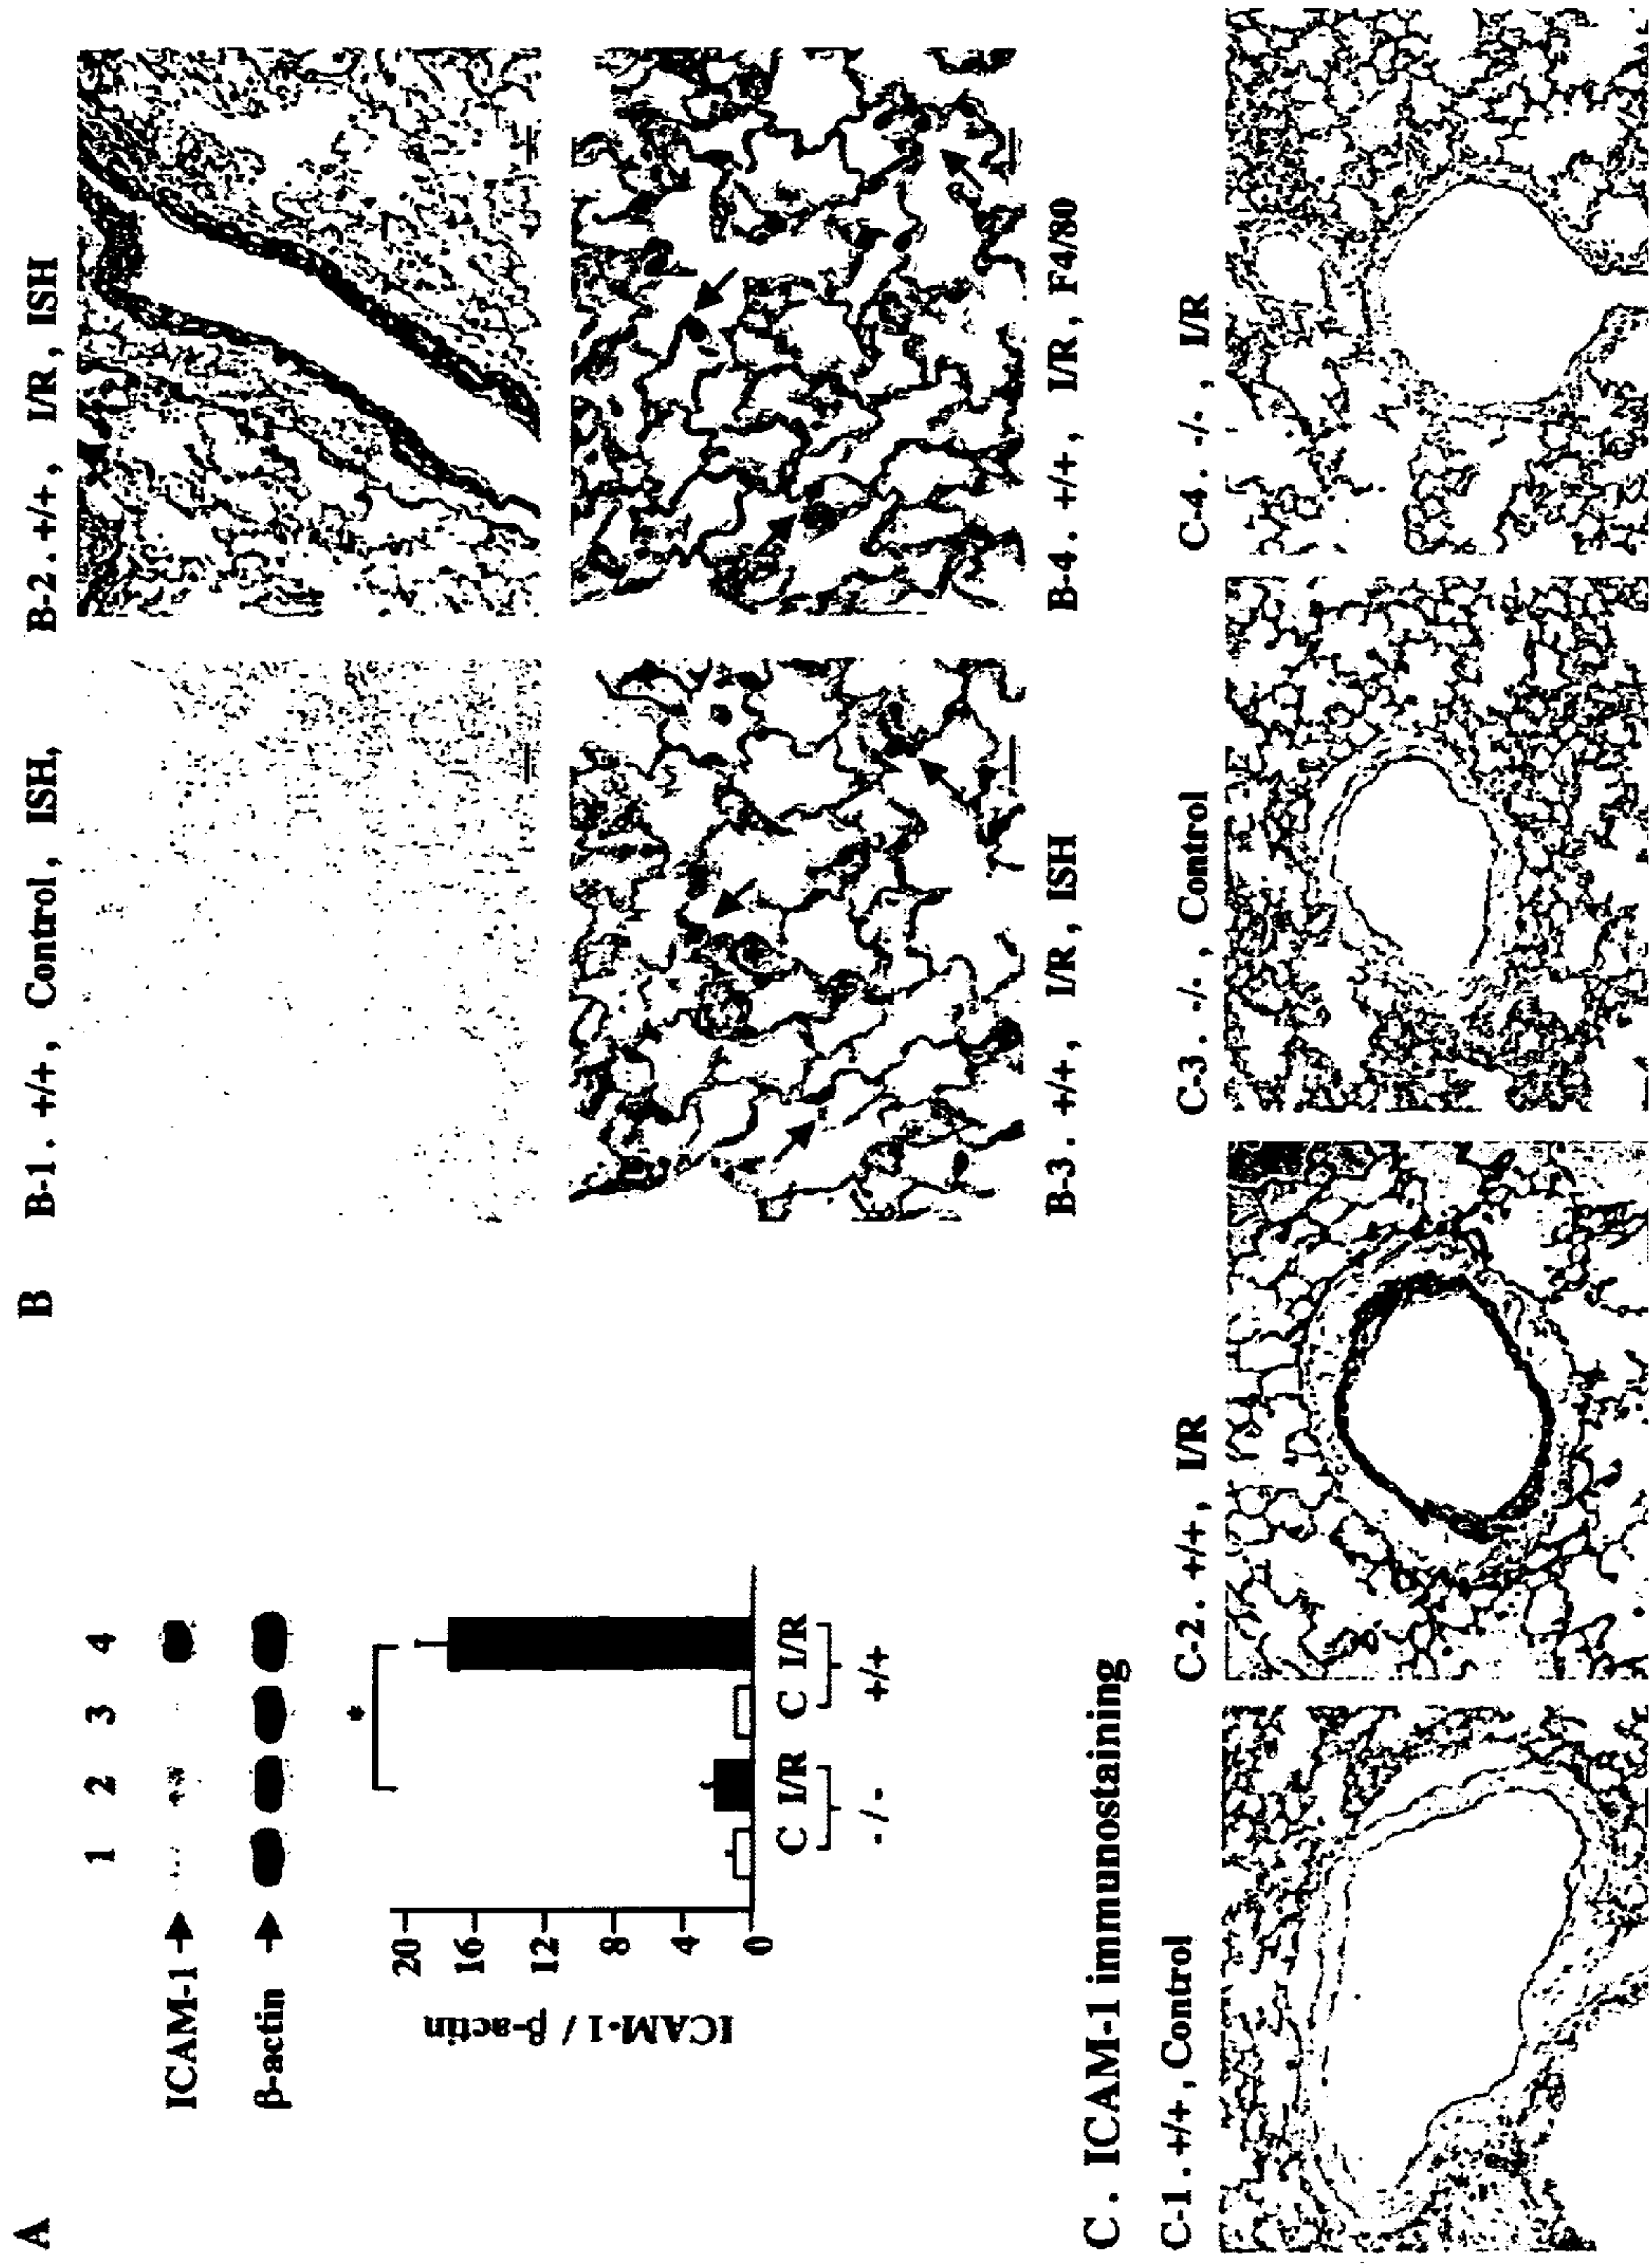 A
1 2 3 4
ICAM-1
β-actin
ICAM-1 / β-actin
20
16
12
8
4
0
C I/R C I/R
-/- +/+
B
B-1. +/+, Control, ISH,
B-2. +/+, I/R, ISH
B-3. +/+, I/R, ISH
B-4. +/+, I/R, F4/80
C. ICAM-1 immunostaining
C-1. +/+, Control
C-2. +/+, I/R
C-3. -/-, Control
C-4. -/-, I/R
*